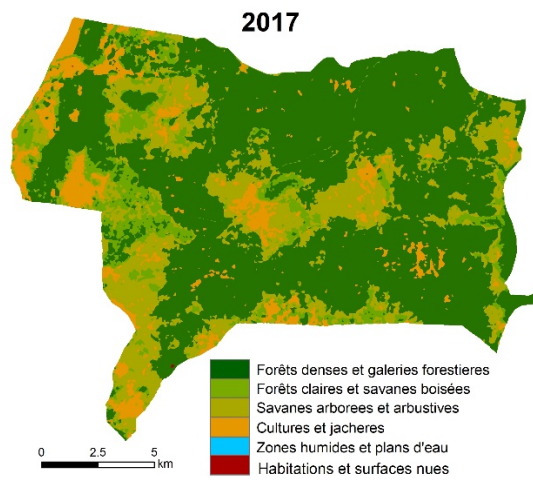 2017
Forêts denses et galeries forestieres
Forêts claires et savanes boisées
Savanes arborees et arbustives
Cultures et jacheres
Zones humides et plans d'eau
Habitations et surfaces nues
0 2.5 5
km